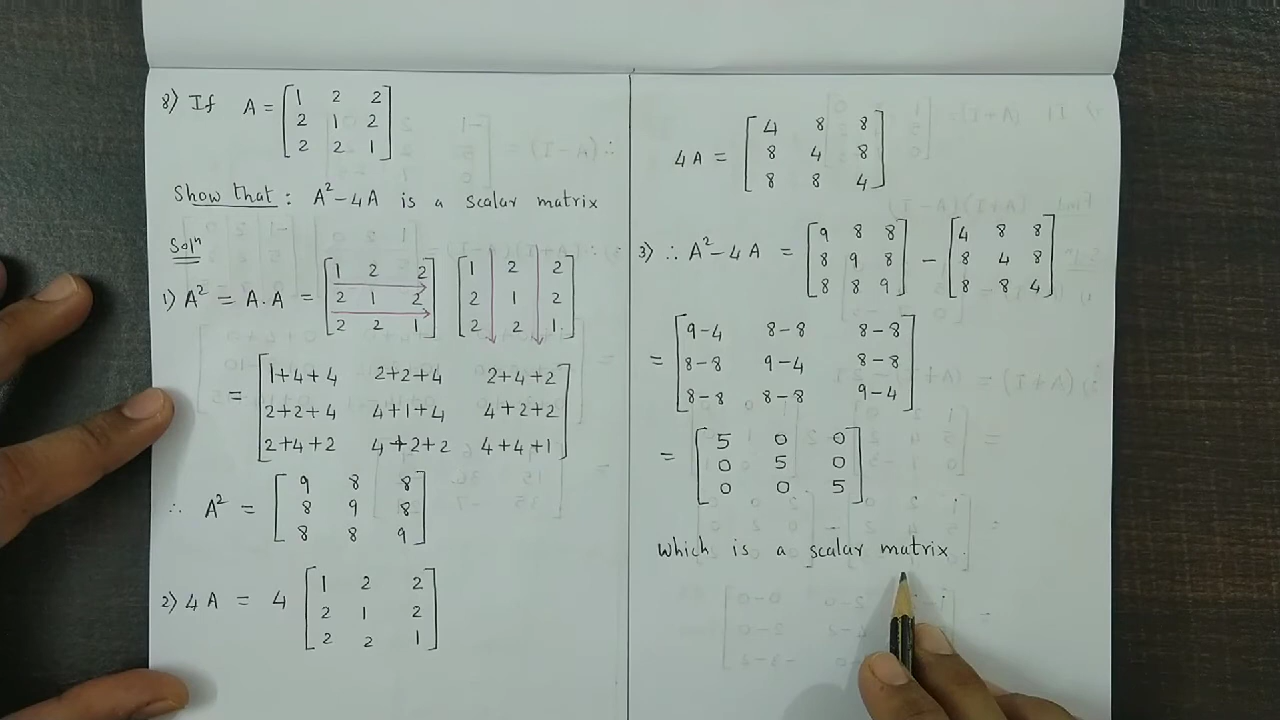 8) If A = [1 2 2
2 1 2
2 2 1]
Show that : A² - 4A is a scalar matrix
Solⁿ
1) A² = A.A = [1 2 2 [1 2 2
2 1 2 2 1 2
2 2 1] 2 2 1]
= [1+4+4 2+2+4 2+4+2
2+2+4 4+1+4 4+2+2
2+4+2 4+2+2 4+4+1]
∴ A² = [9 8 8
8 9 8
8 8 9]
2) 4A = 4 [1 2 2
2 1 2
2 2 1]
4A = [4 8 8
8 4 8
8 8 4]
3) ∴ A² - 4A = [9 8 8 - [4 8 8
8 9 8 8 4 8
8 8 9] 8 8 4]
= [9-4 8-8 8-8
8-8 9-4 8-8
8-8 8-8 9-4]
= [5 0 0
0 5 0
0 0 5]
which is a scalar matrix.